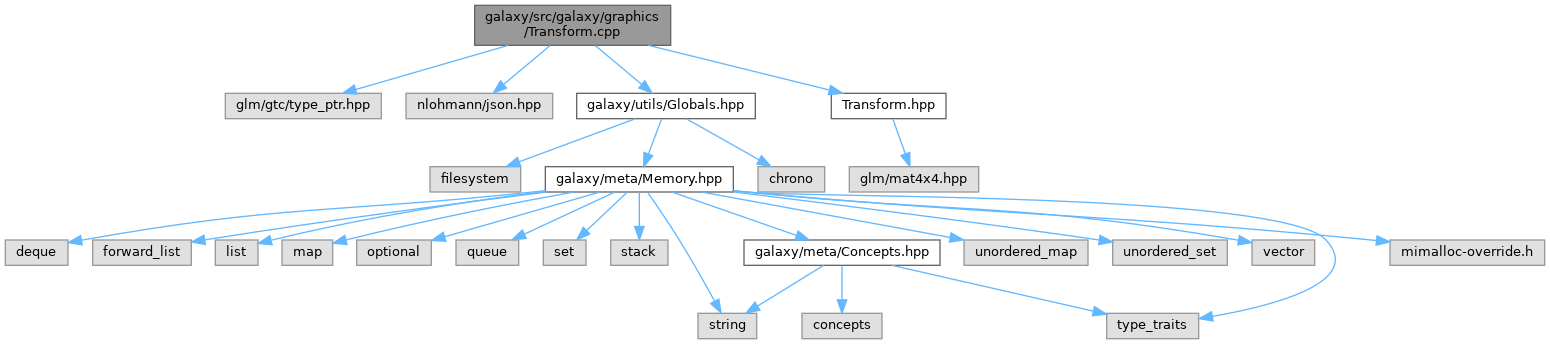 galaxy/src/galaxy/graphics
/Transform.cpp
glm/gtc/type_ptr.hpp
nlohmann/json.hpp
galaxy/utils/Globals.hpp
Transform.hpp
filesystem
galaxy/meta/Memory.hpp
chrono
glm/mat4x4.hpp
deque
forward_list
list
map
optional
queue
set
stack
galaxy/meta/Concepts.hpp
unordered_map
unordered_set
vector
mimalloc-override.h
string
concepts
type_traits